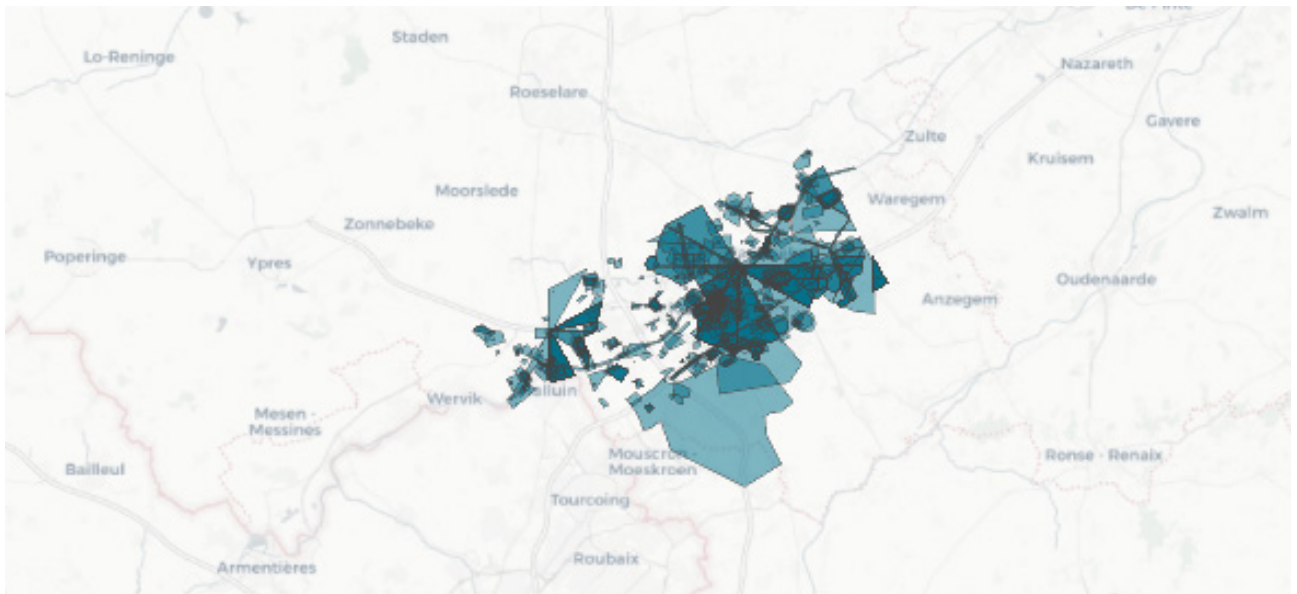 Staden
Lo-Reninge
Nazareth
Roeselare
Gavere
Zulte
Kruisem
Moorslede
Waregem
Zwalm
Zonnebeke
Poperinge
Ypres
Oudenaarde
Anzegem
Wervik
Mesen -
Messines
Mouscron -
Moeskroen
Ronse - Renaix
Bailleul
Tourcoing
Roubaix
Armentières